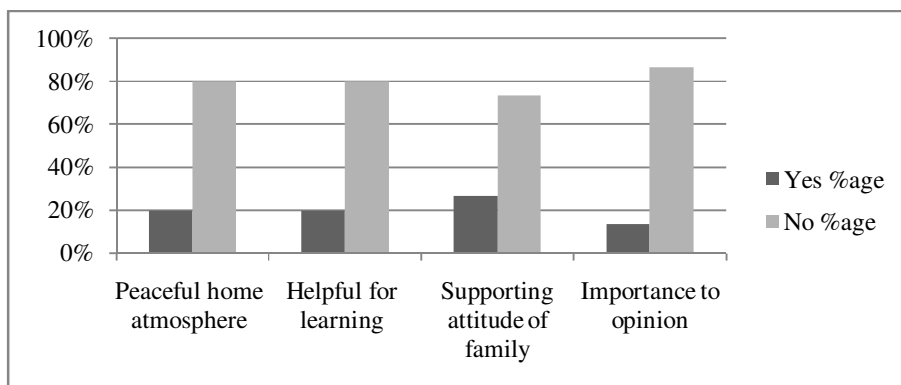 100%
80%
60%
40%
20%
0%
Peaceful home
atmosphere
Helpful for
learning
Supporting
attitude of
family
Importance to
opinion
Yes %age
No %age